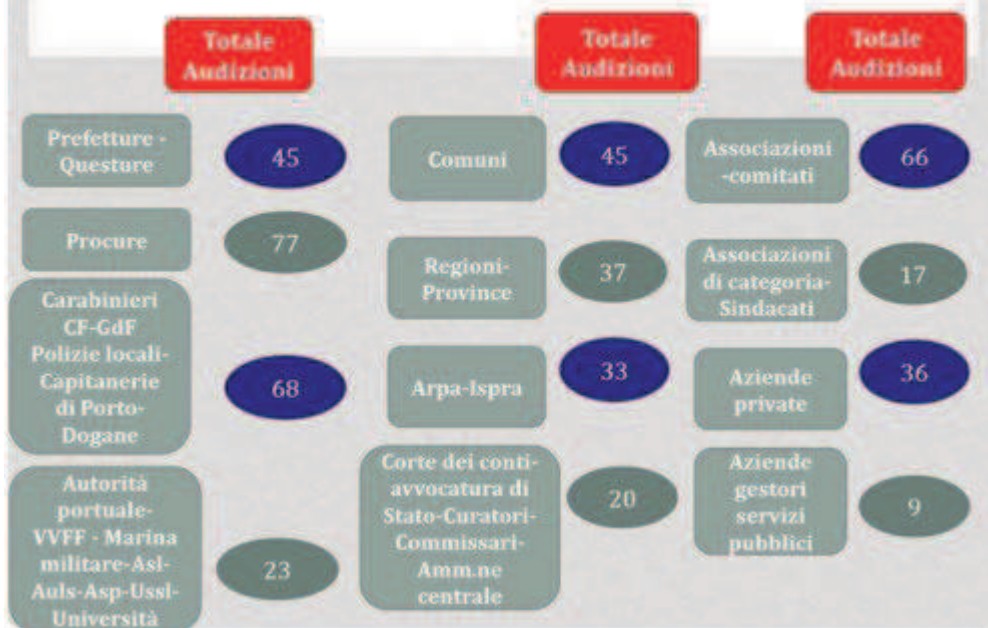 Totale
Audizioni
Prefetture -
Questure
45
Procure
77
Carabinieri
CF-GdF
Polizie locali-
Capitanerie
di Porto-
Dogane
68
Autorità
portuale-
VVFF - Marina
militare-Asl-
Auls-Asp-Ussl-
Università
23
Totale
Audizioni
Comuni
45
Regioni-
Province
37
Arpa-Ispra
33
Corte dei conti-
avvocatura di
Stato-Curatori-
Commissari-
Amm.ne
centrale
20
Totale
Audizioni
Associazioni
-comitati
66
Associazioni
di categoria-
Sindacati
17
Aziende
private
36
Aziende
gestori
servizi
pubblici
9